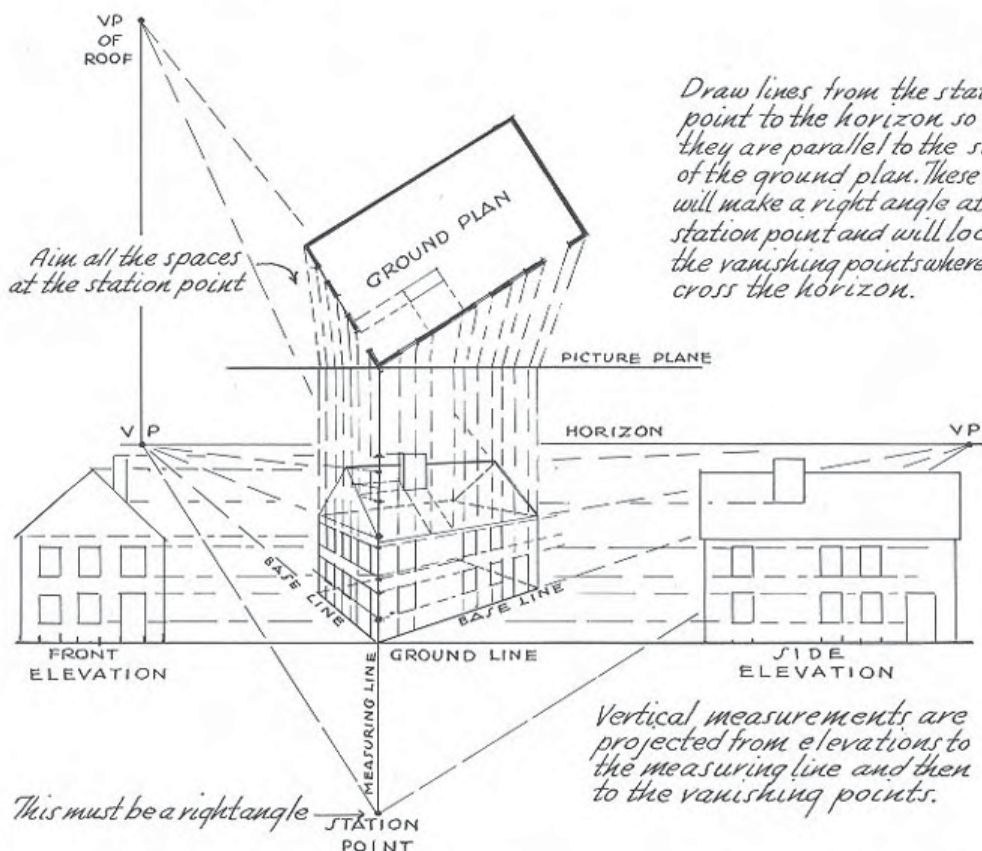 VP
OF
ROOF
Draw lines from the stat
point to the horizon so
they are parallel to the s
of the ground plan. These
will make a right angle at
station point and will loc
the vanishing points where
cross the horizon.
GROUND PLAN
Aim all the spaces
at the station point
PICTURE PLANE
VP
HORIZON
VP
BASE LINE
BASE LINE
FRONT
ELEVATION
GROUND LINE
SIDE
ELEVATION
MEASURING LINE
Vertical measurements are
projected from elevations to
the measuring line and then
to the vanishing points.
This must be a right angle
STATION
POINT